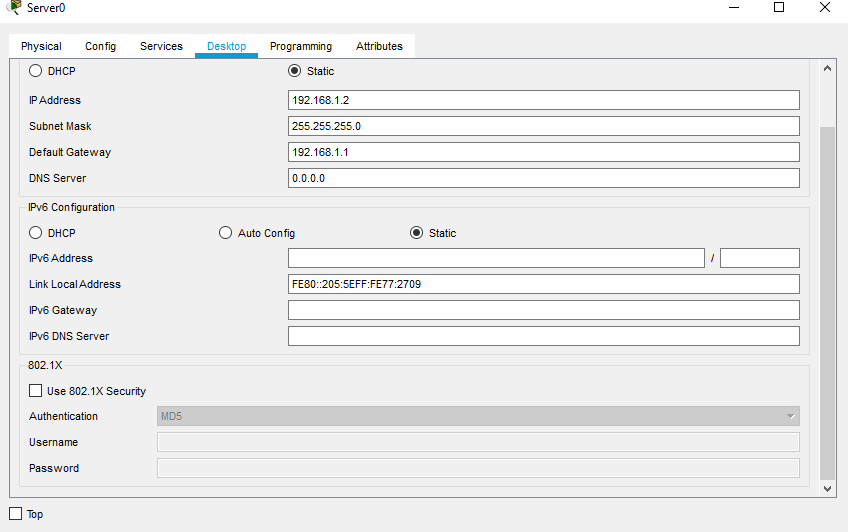 Server0
Physical Config Services Desktop Programming Attributes
DHCP Static
IP Address 192.168.1.2
Subnet Mask 255.255.255.0
Default Gateway 192.168.1.1
DNS Server 0.0.0.0
IPv6 Configuration
DHCP Auto Config Static
IPv6 Address /
Link Local Address FE80::205:5EFF:FE77:2709
IPv6 Gateway
IPv6 DNS Server
802.1X
Use 802.1X Security
Authentication MD5
Username
Password
Top